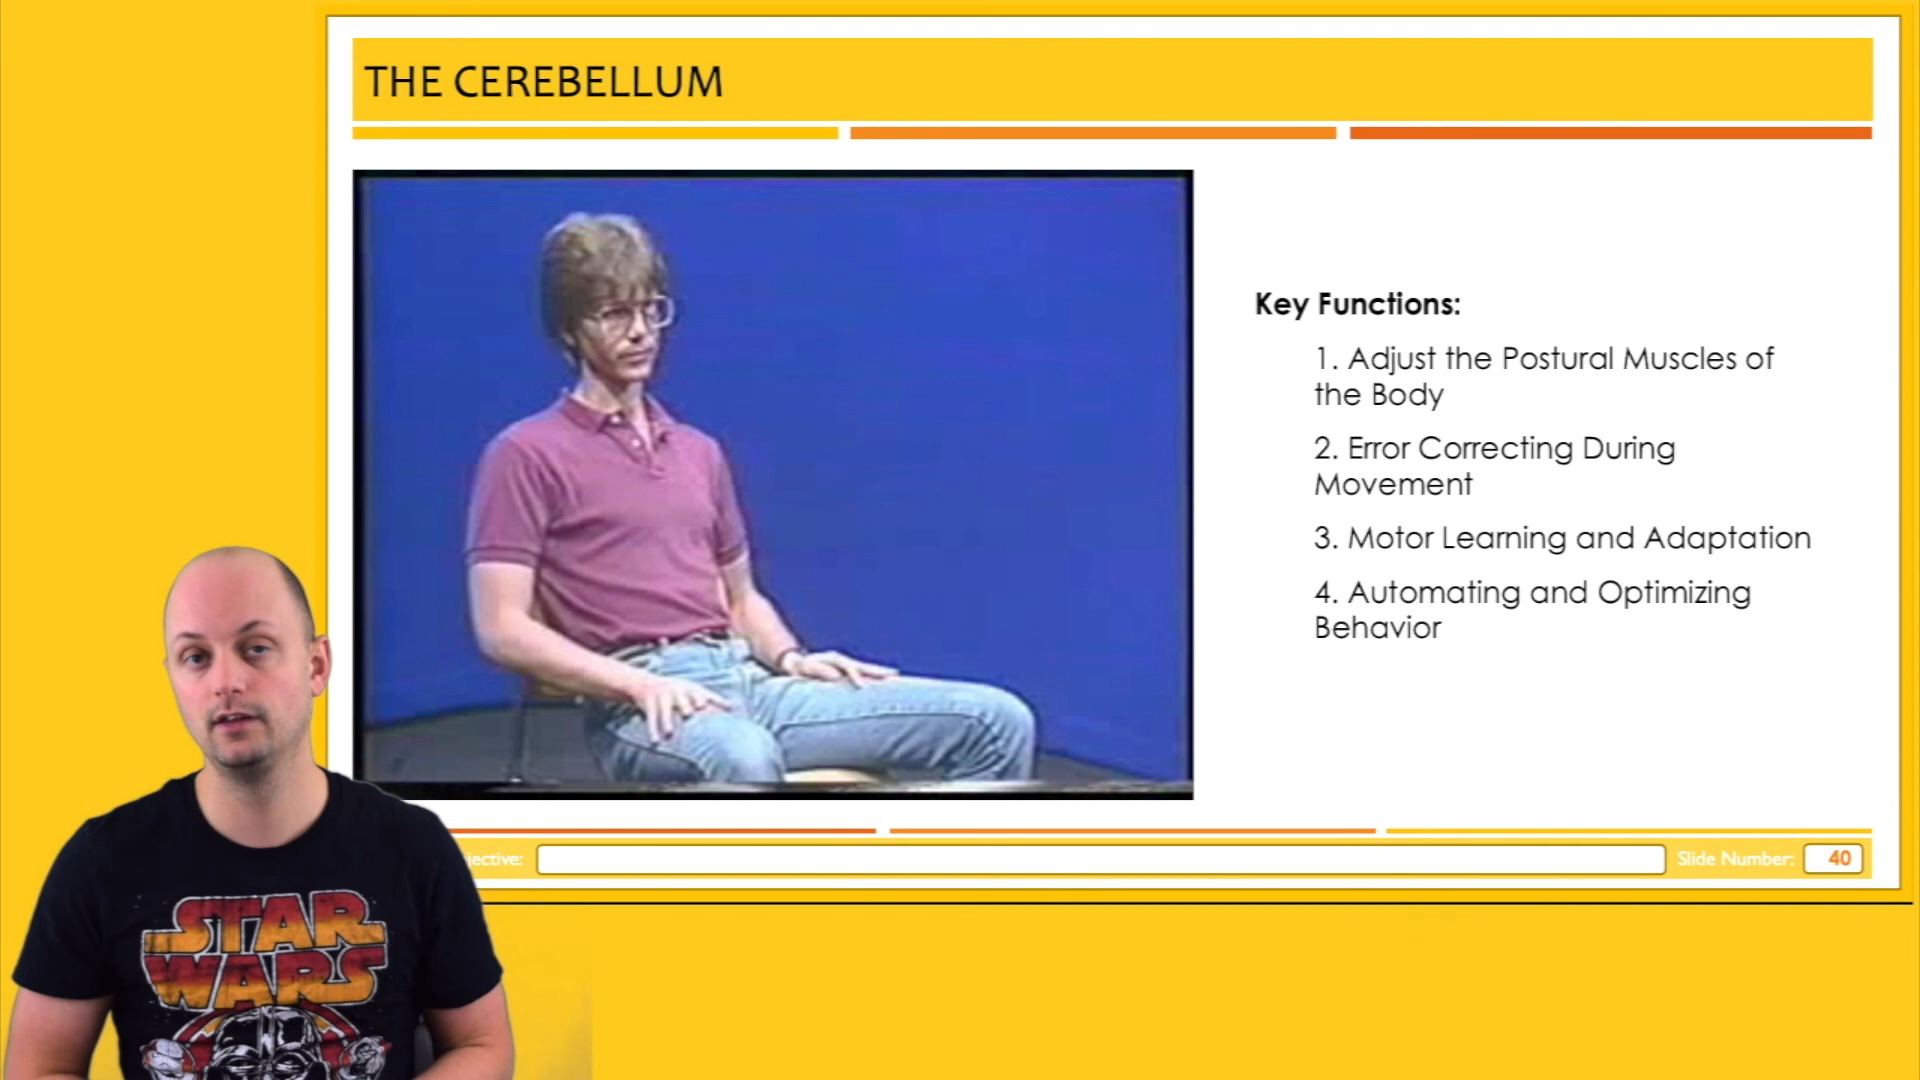 THE CEREBELLUM
Key Functions:
1. Adjust the Postural Muscles of
the Body
2. Error Correcting During
Movement
3. Motor Learning and Adaptation
4. Automating and Optimizing
Behavior
jective:
Slide Number: 40
STAR
WARS